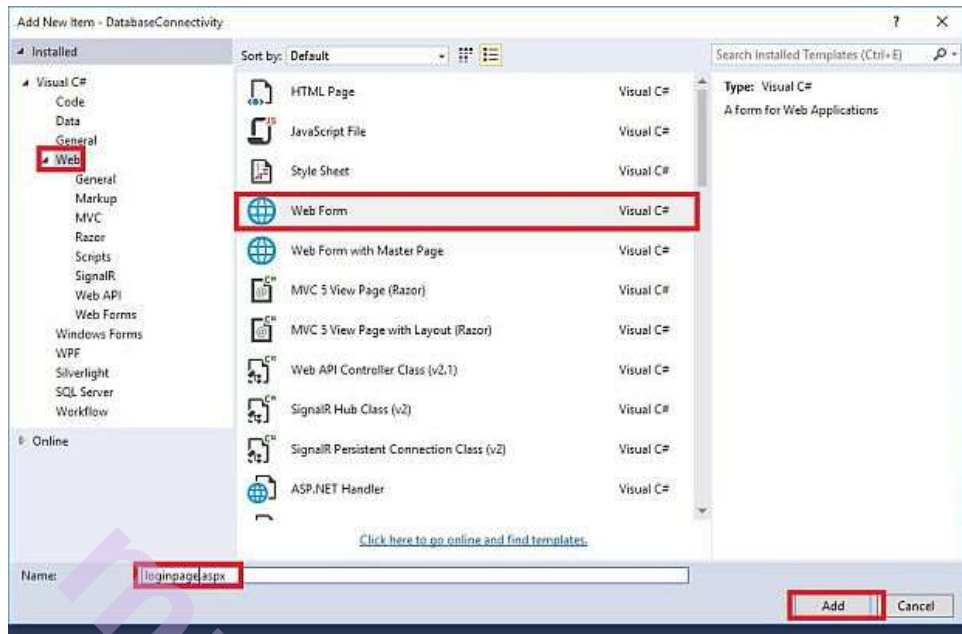 Add New Item - DatabaseConnectivity
? ×
Installed
Sort by: Default
Search Installed Templates (Ctrl+E)
Visual C#
Code
Data
General
Web
General
Markup
MVC
Razor
Scripts
SignalR
Web API
Web Forms
Windows Forms
WPF
Silverlight
SQL Server
Workflow
Online
HTML Page Visual C#
JavaScript File Visual C#
Style Sheet Visual C#
Web Form Visual C#
Web Form with Master Page Visual C#
MVC 5 View Page (Razor) Visual C#
MVC 5 View Page with Layout (Razor) Visual C#
Web API Controller Class (v2.1) Visual C#
SignalR Hub Class (v2) Visual C#
SignalR Persistent Connection Class (v2) Visual C#
ASP.NET Handler Visual C#
Click here to go online and find templates.
Type: Visual C#
A form for Web Applications
Name: loginpage.aspx
Add Cancel